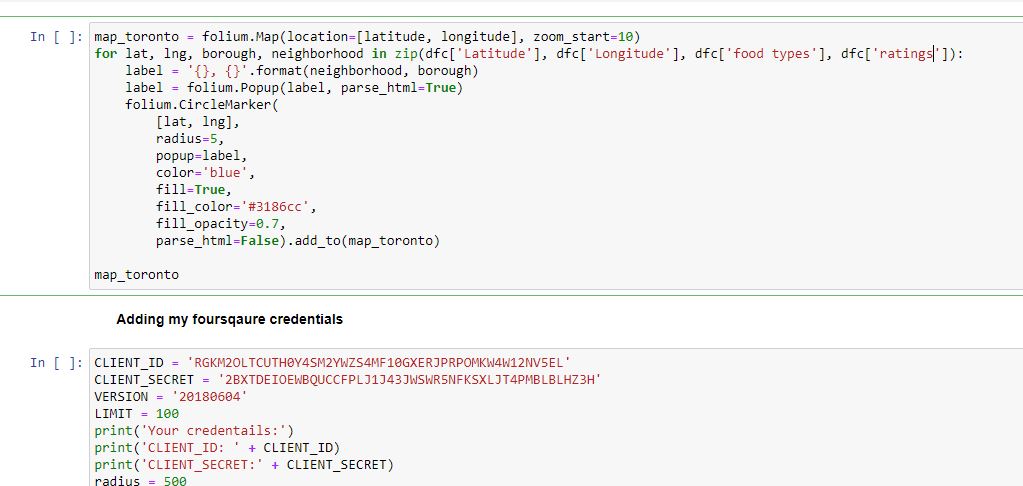 In [ ]: map_toronto = folium.Map(location=[latitude, longitude], zoom_start=10)
for lat, lng, borough, neighborhood in zip(dfc['Latitude'], dfc['Longitude'], dfc['food types'], dfc['ratings']):
    label = '{}, {}'.format(neighborhood, borough)
    label = folium.Popup(label, parse_html=True)
    folium.CircleMarker(
        [lat, lng],
        radius=5,
        popup=label,
        color='blue',
        fill=True,
        fill_color='#3186cc',
        fill_opacity=0.7,
        parse_html=False).add_to(map_toronto)
map_toronto
Adding my foursqaure credentials
In [ ]: CLIENT_ID = 'RGKM2OLTCUTH0Y4SM2YWZS4MF10GXERJPRPOMKW4W12NV5EL'
CLIENT_SECRET = '2BXTDEIOEWBQUCCFPLJ1J43JWSWR5NFKSXLJT4PMBLBLHZ3H'
VERSION = '20180604'
LIMIT = 100
print('Your credentails:')
print('CLIENT_ID: ' + CLIENT_ID)
print('CLIENT_SECRET:' + CLIENT_SECRET)
radius = 500